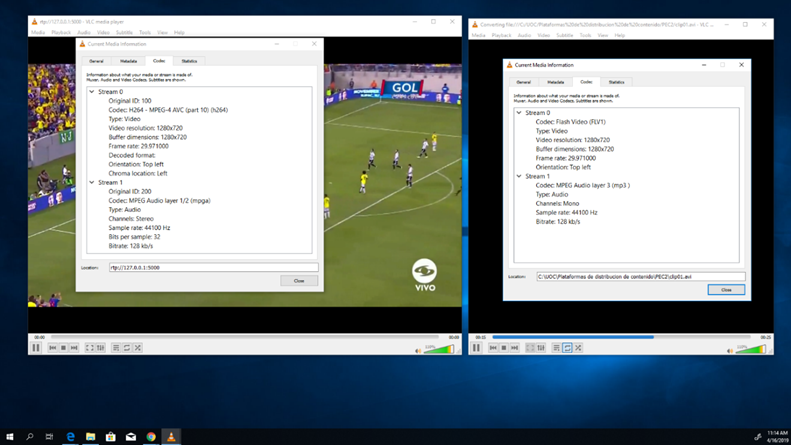 rtp://127.0.0.1:5000 - VLC media player
Media Playback Audio Video Subtitle Tools View Help
Current Media Information
General Metadata Codec Statistics
Information about what your media or stream is made of.
Muxer, Audio and Video Codecs, Subtitles are shown.
Stream 0
Original ID: 100
Codec: H264 - MPEG-4 AVC (part 10) (h264)
Type: Video
Video resolution: 1280x720
Buffer dimensions: 1280x720
Frame rate: 29.971000
Decoded format:
Orientation: Top left
Chroma location: Left
Stream 1
Original ID: 200
Codec: MPEG Audio layer 1/2 (mpga)
Type: Audio
Channels: Stereo
Sample rate: 44100 Hz
Bits per sample: 32
Bitrate: 128 kb/s
Location: rtp://127.0.0.1:5000
Close
GOL
VIVO
00:00 00:00
Connecting file:///C:/UOC/Plataformas%20de%20distribucion%20de%20contenido/PEC2/clip01.avi - VLC ...
Media Playback Audio Video Subtitle Tools View Help
Current Media Information
General Metadata Codec Statistics
Information about what your media or stream is made of.
Muxer, Audio and Video Codecs, Subtitles are shown.
Stream 0
Codec: Flash Video (FLV1)
Type: Video
Video resolution: 1280x720
Buffer dimensions: 1280x720
Frame rate: 29.971000
Orientation: Top left
Stream 1
Codec: MPEG Audio layer 3 (mp3 )
Type: Audio
Channels: Mono
Sample rate: 44100 Hz
Bitrate: 128 kb/s
Location: C:\UOC\Plataformas de distribucion de contenido\PEC2\clip01.avi
Close
00:15 00:25
11:14 AM
4/16/2019